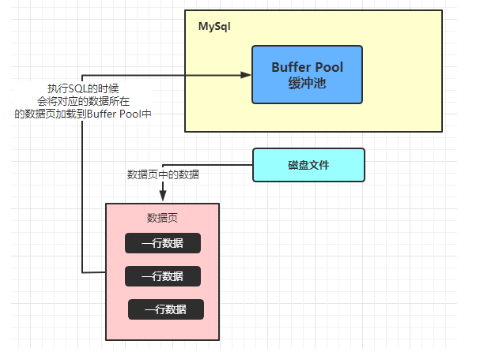 MySql
Buffer Pool
缓冲池
执行SQL的时候
会将对应的数据所在
的数据页加载到Buffer Pool中
磁盘文件
数据页中的数据
数据页
一行数据
一行数据
一行数据